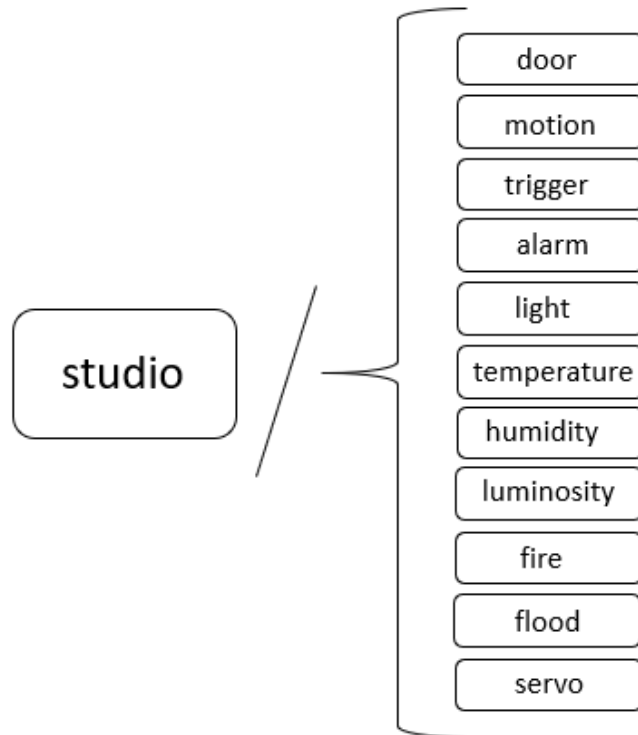 studio
/
door
motion
trigger
alarm
light
temperature
humidity
luminosity
fire
flood
servo